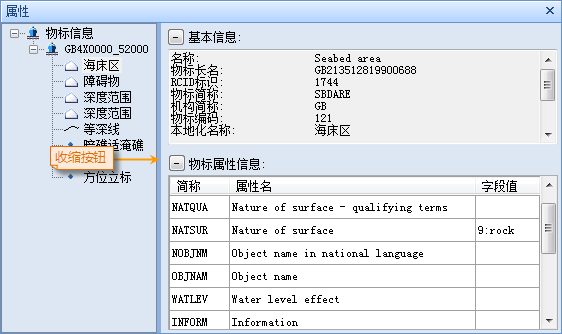 属性
物标信息
GB4X0000_52000
海床区
障碍物
深度范围
深度范围
等深线
暗礁适淹礁
收缩按钮
方位立标
基本信息:
名称: Seabed area
物标长名: GB213512819900688
RCID标识: 1744
物标简称: SBDARE
机构简称: GB
物标编码: 121
本地化名称: 海床区
物标属性信息:
简称 属性名 字段值
NATQUA Nature of surface - qualifying terms
NATSUR Nature of surface 9:rock
NOBJNM Object name in national language
OBJNAM Object name
WATLEV Water level effect
INFORM Information